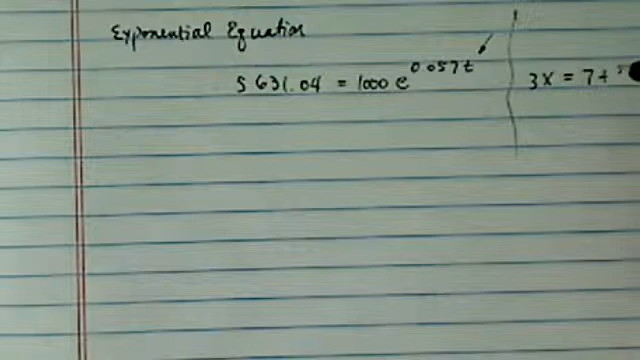 Exponential Equation
5631.04 = 1000 e^0.057t
3x = 7+